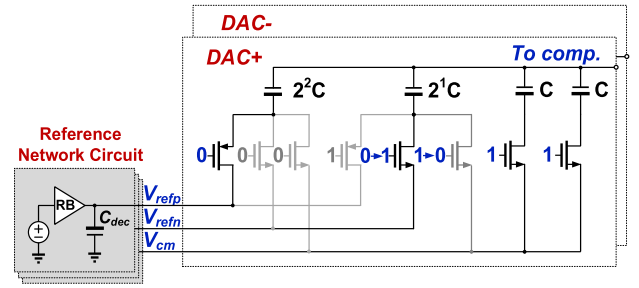 DAC-
DAC+
To comp.
2²C
2¹C
C
C
0
0
0
1
0→1
1→0
1
1
Reference
Network Circuit
RB
C_dec
V_refp
V_refn
V_cm